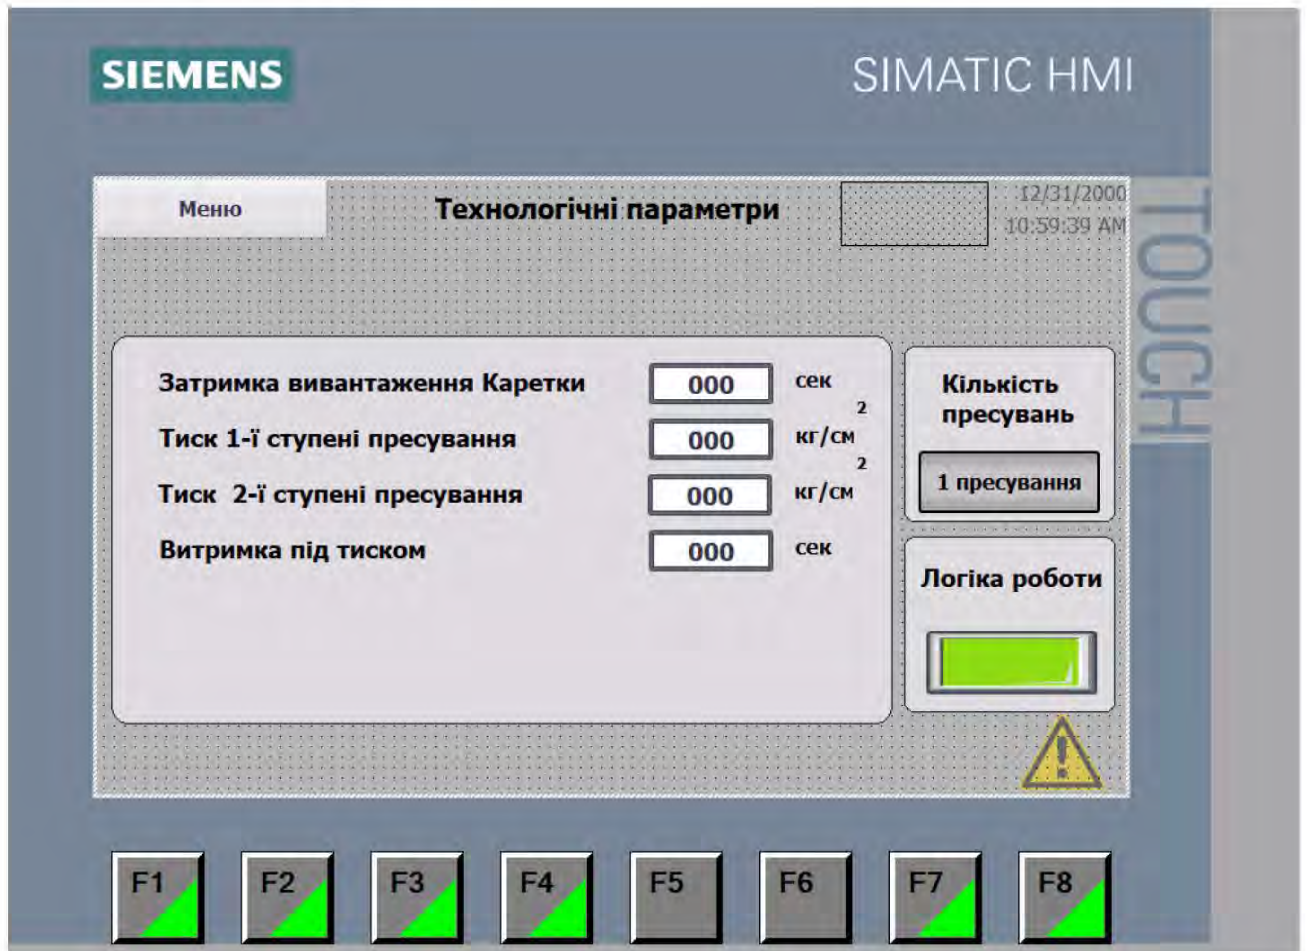 SIEMENS
SIMATIC HMI
TOUCH
Меню
Технологічні параметри
12/31/2000
10:59:39 AM
Затримка вивантаження Каретки 000 сек
Тиск 1-ї ступені пресування 000 кг/см 2
Тиск 2-ї ступені пресування 000 кг/см 2
Витримка під тиском 000 сек
Кількість
пресувань
1 пресування
Логіка роботи
F1 F2 F3 F4 F5 F6 F7 F8